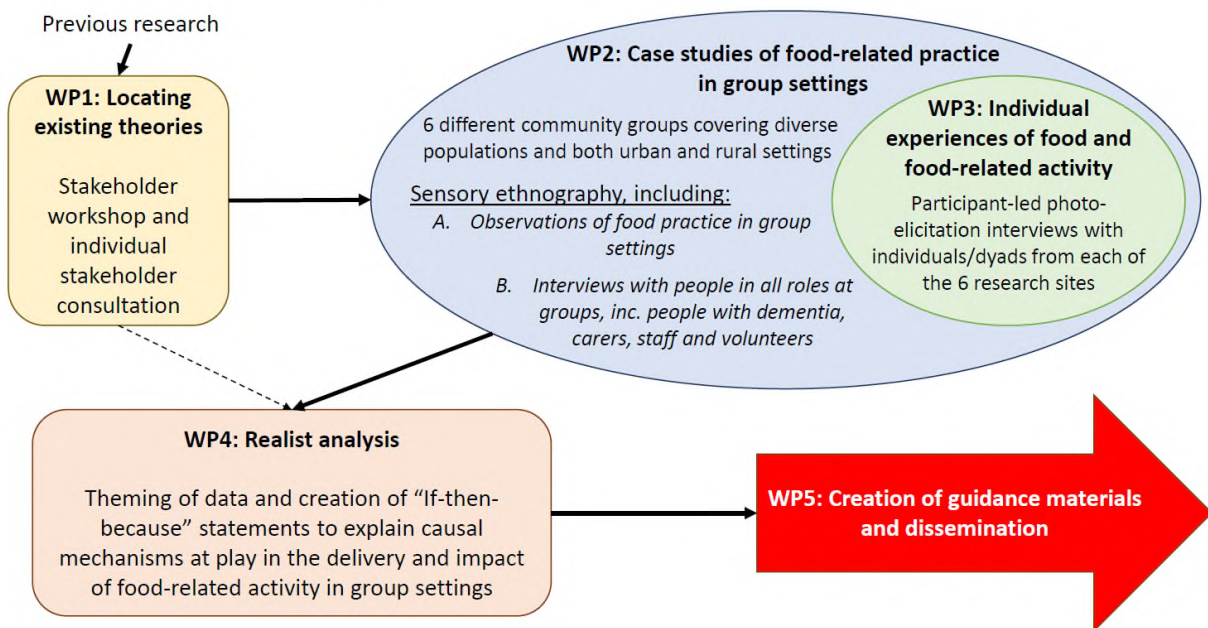 Previous research
WP1: Locating
existing theories
Stakeholder
workshop and
individual
stakeholder
consultation
WP2: Case studies of food-related practice
in group settings
6 different community groups covering diverse
populations and both urban and rural settings
Sensory ethnography, including:
A. Observations of food practice in group
settings
B. Interviews with people in all roles at
groups, inc. people with dementia,
carers, staff and volunteers
WP3: Individual
experiences of food and
food-related activity
Participant-led photo-
elicitation interviews with
individuals/dyads from each of
the 6 research sites
WP4: Realist analysis
Theming of data and creation of “If-then-
because” statements to explain causal
mechanisms at play in the delivery and impact
of food-related activity in group settings
WP5: Creation of guidance materials
and dissemination